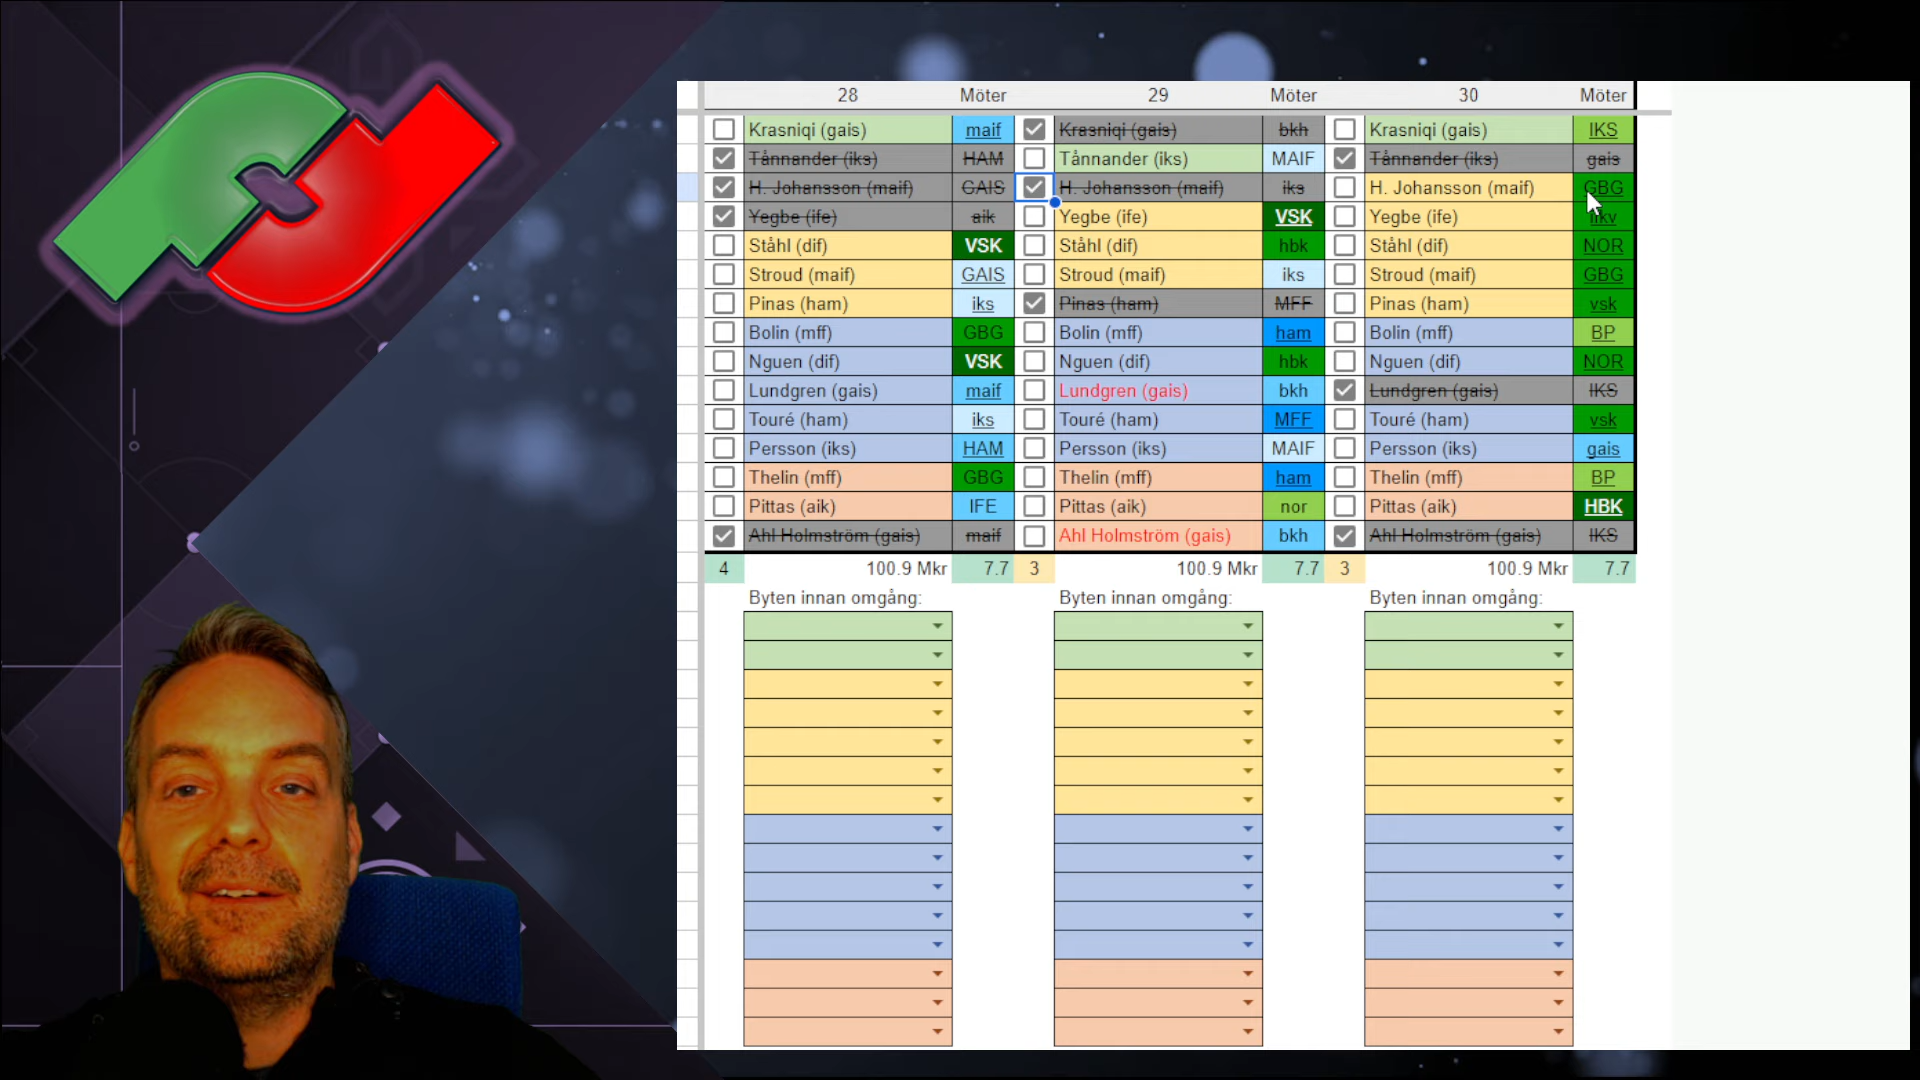 28 Möter 29 Möter 30 Möter
Krasniqi (gais) maif Krasniqi (gais) bkh Krasniqi (gais) IKS
Tånnander (iks) HAM Tånnander (iks) MAIF Tånnander (iks) gais
H. Johansson (maif) GAIS H. Johansson (maif) iks H. Johansson (maif) GBG
Yegbe (ife) aik Yegbe (ife) VSK Yegbe (ife)
Ståhl (dif) VSK Ståhl (dif) hbk Ståhl (dif) NOR
Stroud (maif) GAIS Stroud (maif) iks Stroud (maif) GBG
Pinas (ham) iks Pinas (ham) MFF Pinas (ham) vsk
Bolin (mff) GBG Bolin (mff) ham Bolin (mff) BP
Nguen (dif) VSK Nguen (dif) hbk Nguen (dif) NOR
Lundgren (gais) maif Lundgren (gais) bkh Lundgren (gais) IKS
Touré (ham) iks Touré (ham) MFF Touré (ham) vsk
Persson (iks) HAM Persson (iks) MAIF Persson (iks) gais
Thelin (mff) GBG Thelin (mff) ham Thelin (mff) BP
Pittas (aik) IFE Pittas (aik) nor Pittas (aik) HBK
Ahl Holmström (gais) maif Ahl Holmström (gais) bkh Ahl Holmström (gais) IKS
4 100.9 Mkr 7.7 3 100.9 Mkr 7.7 3 100.9 Mkr 7.7
Byten innan omgång: Byten innan omgång: Byten innan omgång: